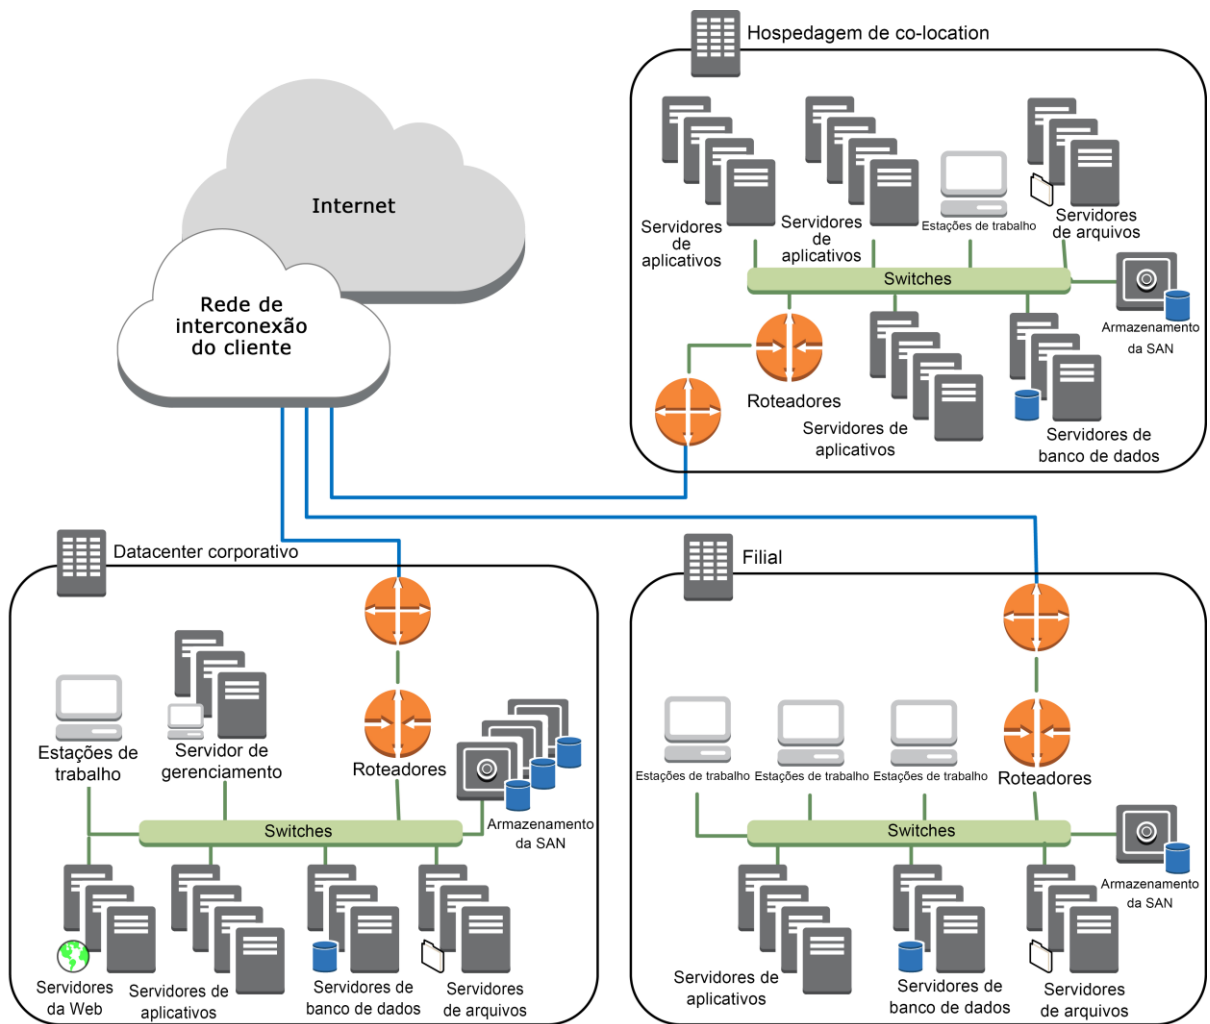 Hospedagem de co-location
Internet
Rede de
interconexão
do cliente
Servidores
de
aplicativos
Servidores
de
aplicativos
Estações de trabalho
Servidores
de arquivos
Switches
Armazenamento
da SAN
Roteadores
Servidores de
aplicativos
Servidores de
banco de dados
Datacenter corporativo
Estações de
trabalho
Servidor de
gerenciamento
Roteadores
Armazenamento
da SAN
Switches
Servidores
da Web
Servidores de
aplicativos
Servidores de
banco de dados
Servidores
de arquivos
Filial
Estações de trabalho
Estações de trabalho
Estações de trabalho
Roteadores
Switches
Armazenamento
da SAN
Servidores de
aplicativos
Servidores de
banco de dados
Servidores
de arquivos